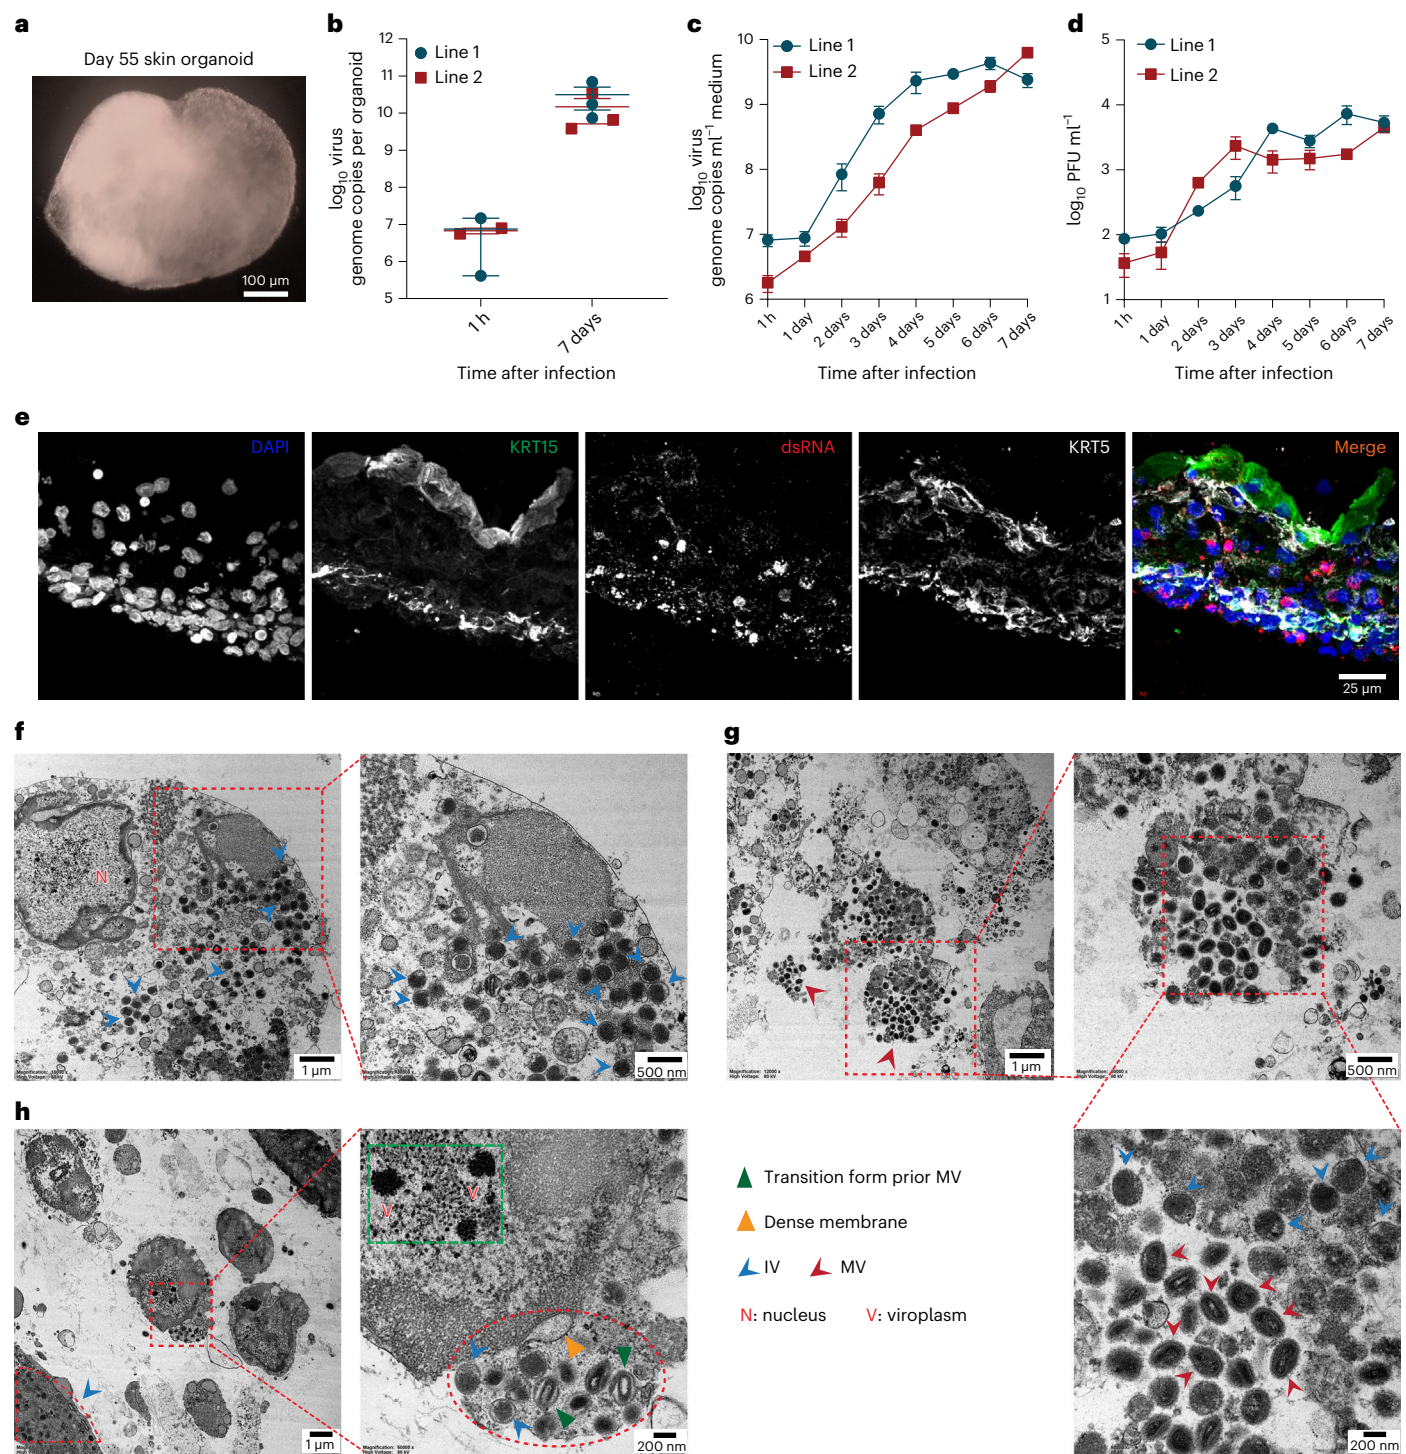 a
Day 55 skin organoid
100 µm
b
log10 virus
genome copies per organoid
12
11
10
9
8
7
6
5
Line 1
Line 2
1 h
7 days
Time after infection
c
log10 virus
genome copies ml−1 medium
10
9
8
7
6
Line 1
Line 2
1 h
1 day
2 days
3 days
4 days
5 days
6 days
7 days
Time after infection
d
log10 PFU ml−1
5
4
3
2
1
Line 1
Line 2
1 h
1 day
2 days
3 days
4 days
5 days
6 days
7 days
Time after infection
e
DAPI
KRT15
dsRNA
KRT5
Merge
25 µm
f
N
1 µm
500 nm
g
1 µm
500 nm
200 nm
h
1 µm
V
V
200 nm
Transition form prior MV
Dense membrane
IV
MV
N: nucleus
V: viroplasm